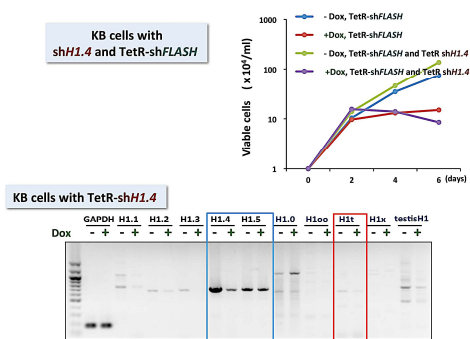 KB cells with
shH1.4 and TetR-shFLASH
Viable cells (x10⁴/ml)
1000
100
10
1
0
2
4
6
(days)
- Dox, TetR-shFLASH
+Dox, TetR-shFLASH
- Dox, TetR-shFLASH and TetR shH1.4
+Dox, TetR-shFLASH and TetR-shH1.4
KB cells with TetR-shH1.4
GAPDH H1.1 H1.2 H1.3 H1.4 H1.5 H1.0 H1oo H1t H1x testisH1
Dox - + - + - + - + - + - + - + - + - + - + - +